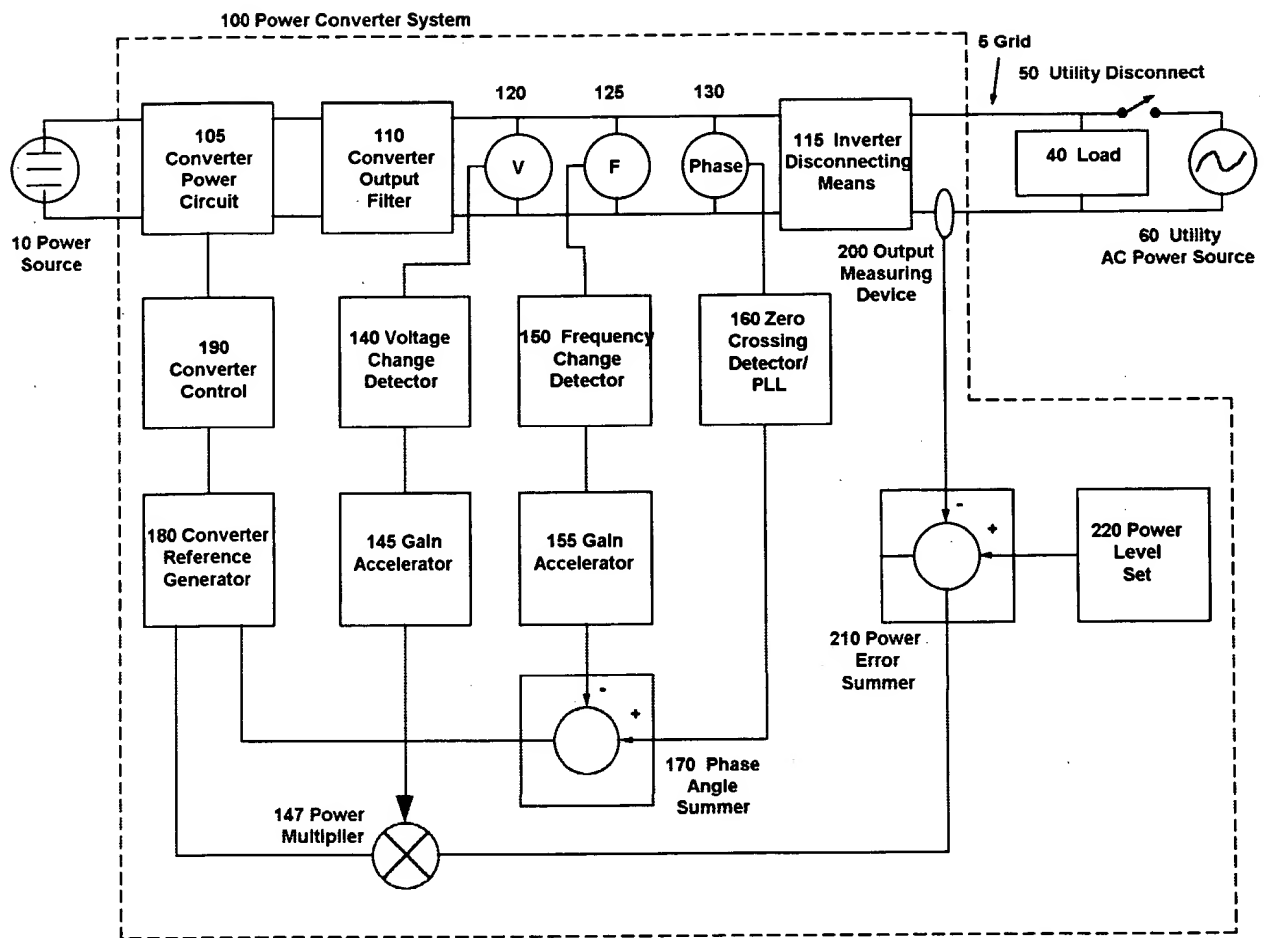 100 Power Converter System
5 Grid
50 Utility Disconnect
120
125
130
105
Converter
Power
Circuit
110
Converter
Output
Filter
V
F
Phase
115 Inverter
Disconnecting
Means
40 Load
10 Power
Source
200 Output
Measuring
Device
60 Utility
AC Power Source
190
Converter
Control
140 Voltage
Change
Detector
150 Frequency
Change
Detector
160 Zero
Crossing
Detector/
PLL
180 Converter
Reference
Generator
145 Gain
Accelerator
155 Gain
Accelerator
-
+
220 Power
Level
Set
210 Power
Error
Summer
-
+
170 Phase
Angle
Summer
147 Power
Multiplier